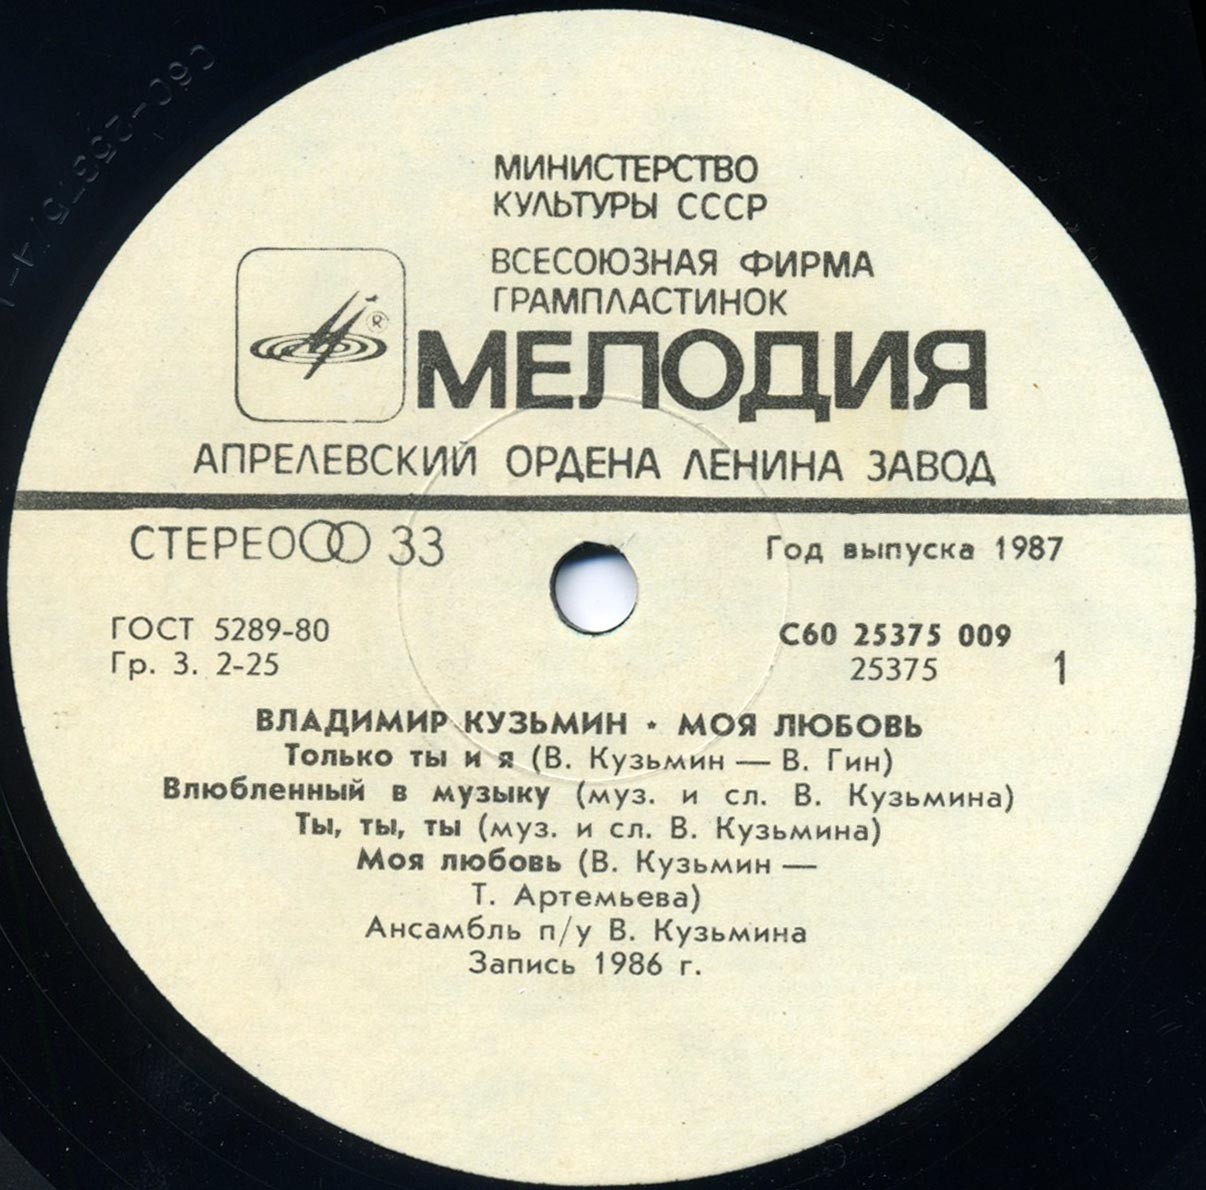 МИНИСТЕРСТВО
КУЛЬТУРЫ СССР
ВСЕСОЮЗНАЯ ФИРМА
ГРАМПЛАСТИНОК
®
МЕЛОДИЯ
АПРЕЛЕВСКИЙ ОРДЕНА ЛЕНИНА ЗАВОД
СТЕРЕО 33
Год выпуска 1987
ГОСТ 5289-80
Гр. 3. 2-25
С60 25375 009
25375
1
ВЛАДИМИР КУЗЬМИН · МОЯ ЛЮБОВЬ
Только ты и я (В. Кузьмин — В. Гин)
Влюбленный в музыку (муз. и сл. В. Кузьмина)
Ты, ты, ты (муз. и сл. В. Кузьмина)
Моя любовь (В. Кузьмин —
Т. Артемьева)
Ансамбль п/у В. Кузьмина
Запись 1986 г.